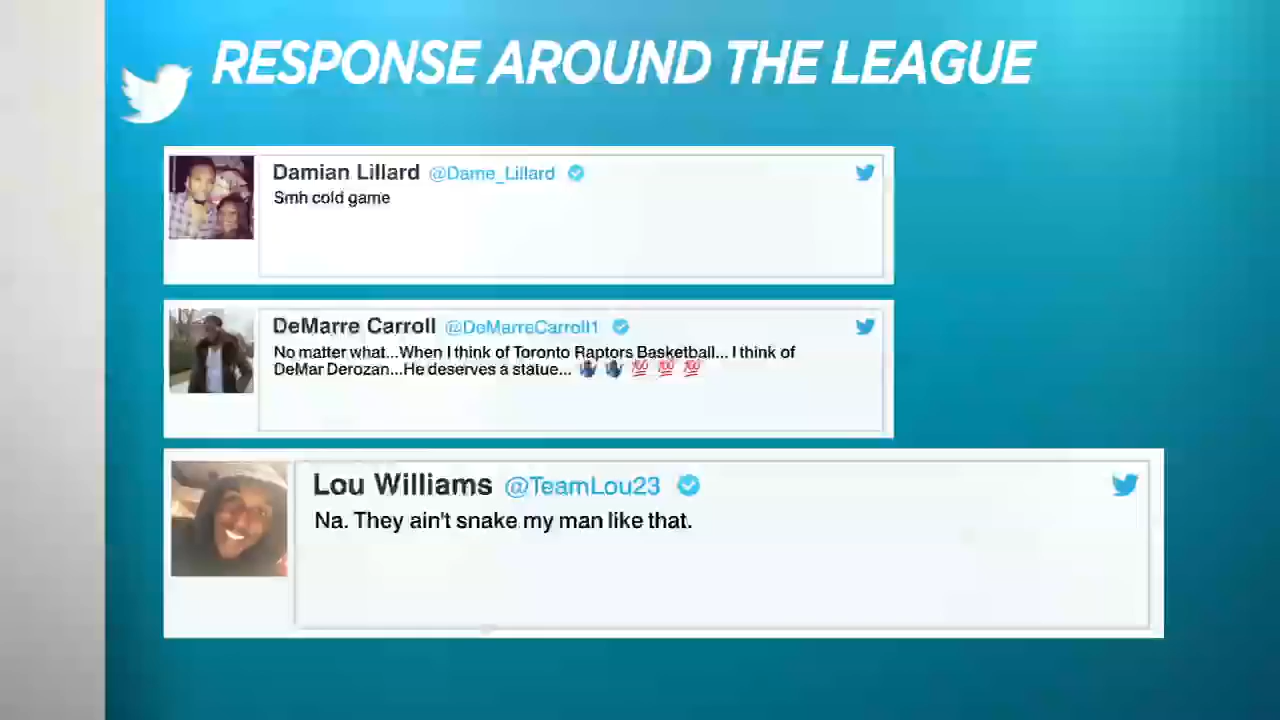 RESPONSE AROUND THE LEAGUE
Damian Lillard @Dame_Lillard
Smh cold game
DeMarre Carroll @DeMarreCarroll1
No matter what...When I think of Toronto Raptors Basketball... I think of
DeMar Derozan...He deserves a statue... 💯 💯 💯
Lou Williams @TeamLou23
Na. They ain't snake my man like that.